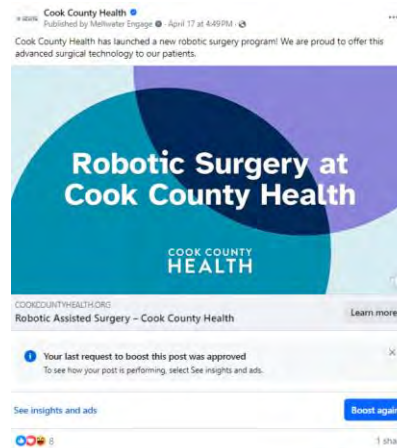 Cook County Health
Published by Meltwater Engage · April 17 at 4:49 PM ·
Cook County Health has launched a new robotic surgery program! We are proud to offer this
advanced surgical technology to our patients.
Robotic Surgery at
Cook County Health
COOK COUNTY
HEALTH
COOKCOUNTYHEALTH.ORG
Robotic Assisted Surgery – Cook County Health
Learn more
Your last request to boost this post was approved
To see how your post is performing, select See insights and ads.
See insights and ads
Boost again
8
1 sha